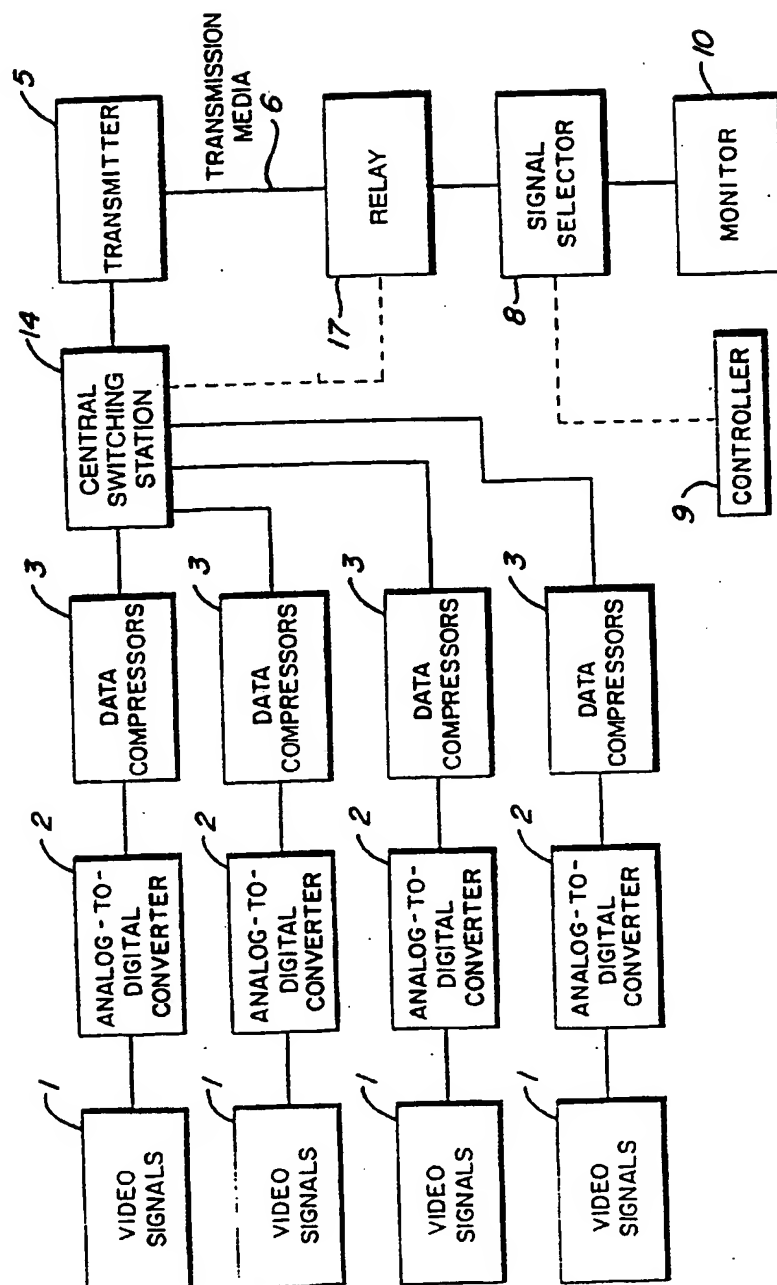 1
VIDEO
SIGNALS
2
ANALOG-TO-
DIGITAL
CONVERTER
3
DATA
COMPRESSORS
14
CENTRAL
SWITCHING
STATION
5
TRANSMITTER
1
VIDEO
SIGNALS
2
ANALOG-TO-
DIGITAL
CONVERTER
3
DATA
COMPRESSORS
TRANSMISSION
MEDIA
6
1
VIDEO
SIGNALS
2
ANALOG-TO-
DIGITAL
CONVERTER
3
DATA
COMPRESSORS
17
RELAY
1
VIDEO
SIGNALS
2
ANALOG-TO-
DIGITAL
CONVERTER
3
DATA
COMPRESSORS
8
SIGNAL
SELECTOR
9
CONTROLLER
10
MONITOR